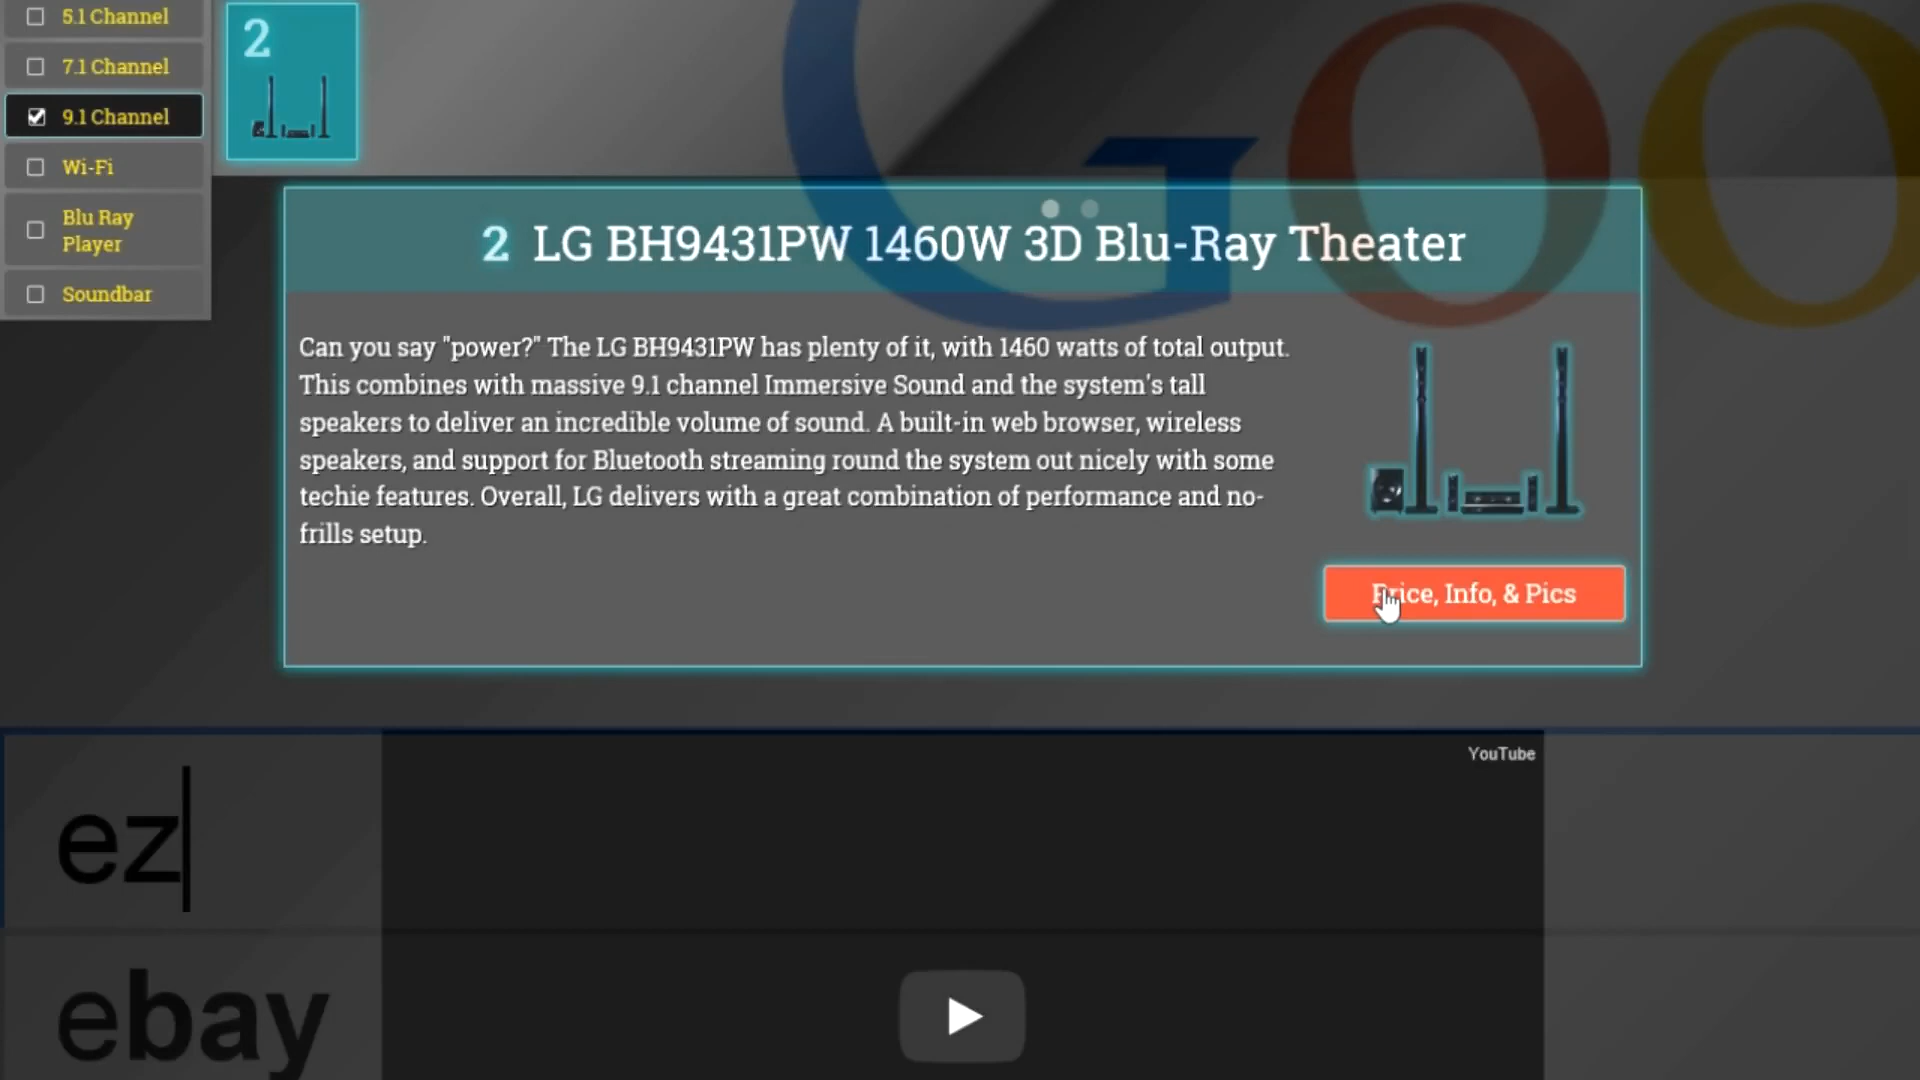 5.1 Channel
7.1 Channel
9.1 Channel
Wi-Fi
Blu Ray
Player
Soundbar
2
GOO
2 LG BH9431PW 1460W 3D Blu-Ray Theater
Can you say "power?" The LG BH9431PW has plenty of it, with 1460 watts of total output.
This combines with massive 9.1 channel Immersive Sound and the system's tall
speakers to deliver an incredible volume of sound. A built-in web browser, wireless
speakers, and support for Bluetooth streaming round the system out nicely with some
techie features. Overall, LG delivers with a great combination of performance and no-
frills setup.
Price, Info, & Pics
YouTube
ez
ebay